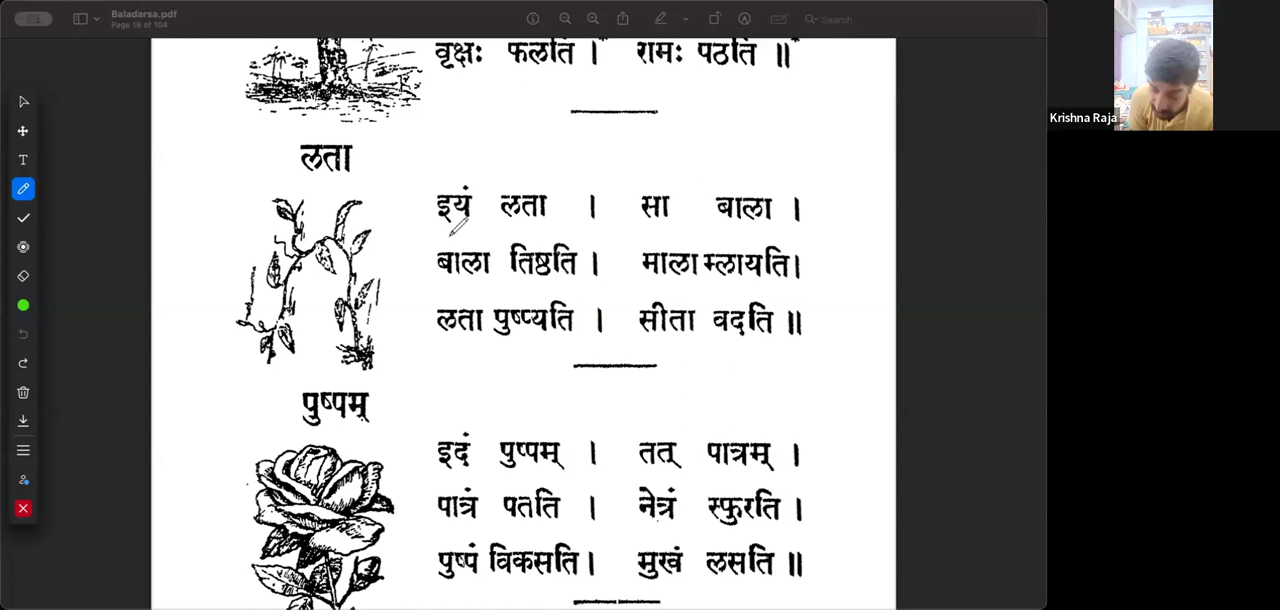 Baladarsa.pdf
Page 18 of 104
Search
Krishna Raja
वृक्षः फलति । रामः पठति ॥*
लता
इयं लता । सा बाला ।
बाला तिष्ठति । माला म्लायति।
लता पुष्प्यति । सीता वदति ॥
पुष्पम्
इदं पुष्पम् । तत् पात्रम् ।
पात्रं पतति । नेत्रं स्फुरति ।
पुष्पं विकसति। मुखं लसति ॥